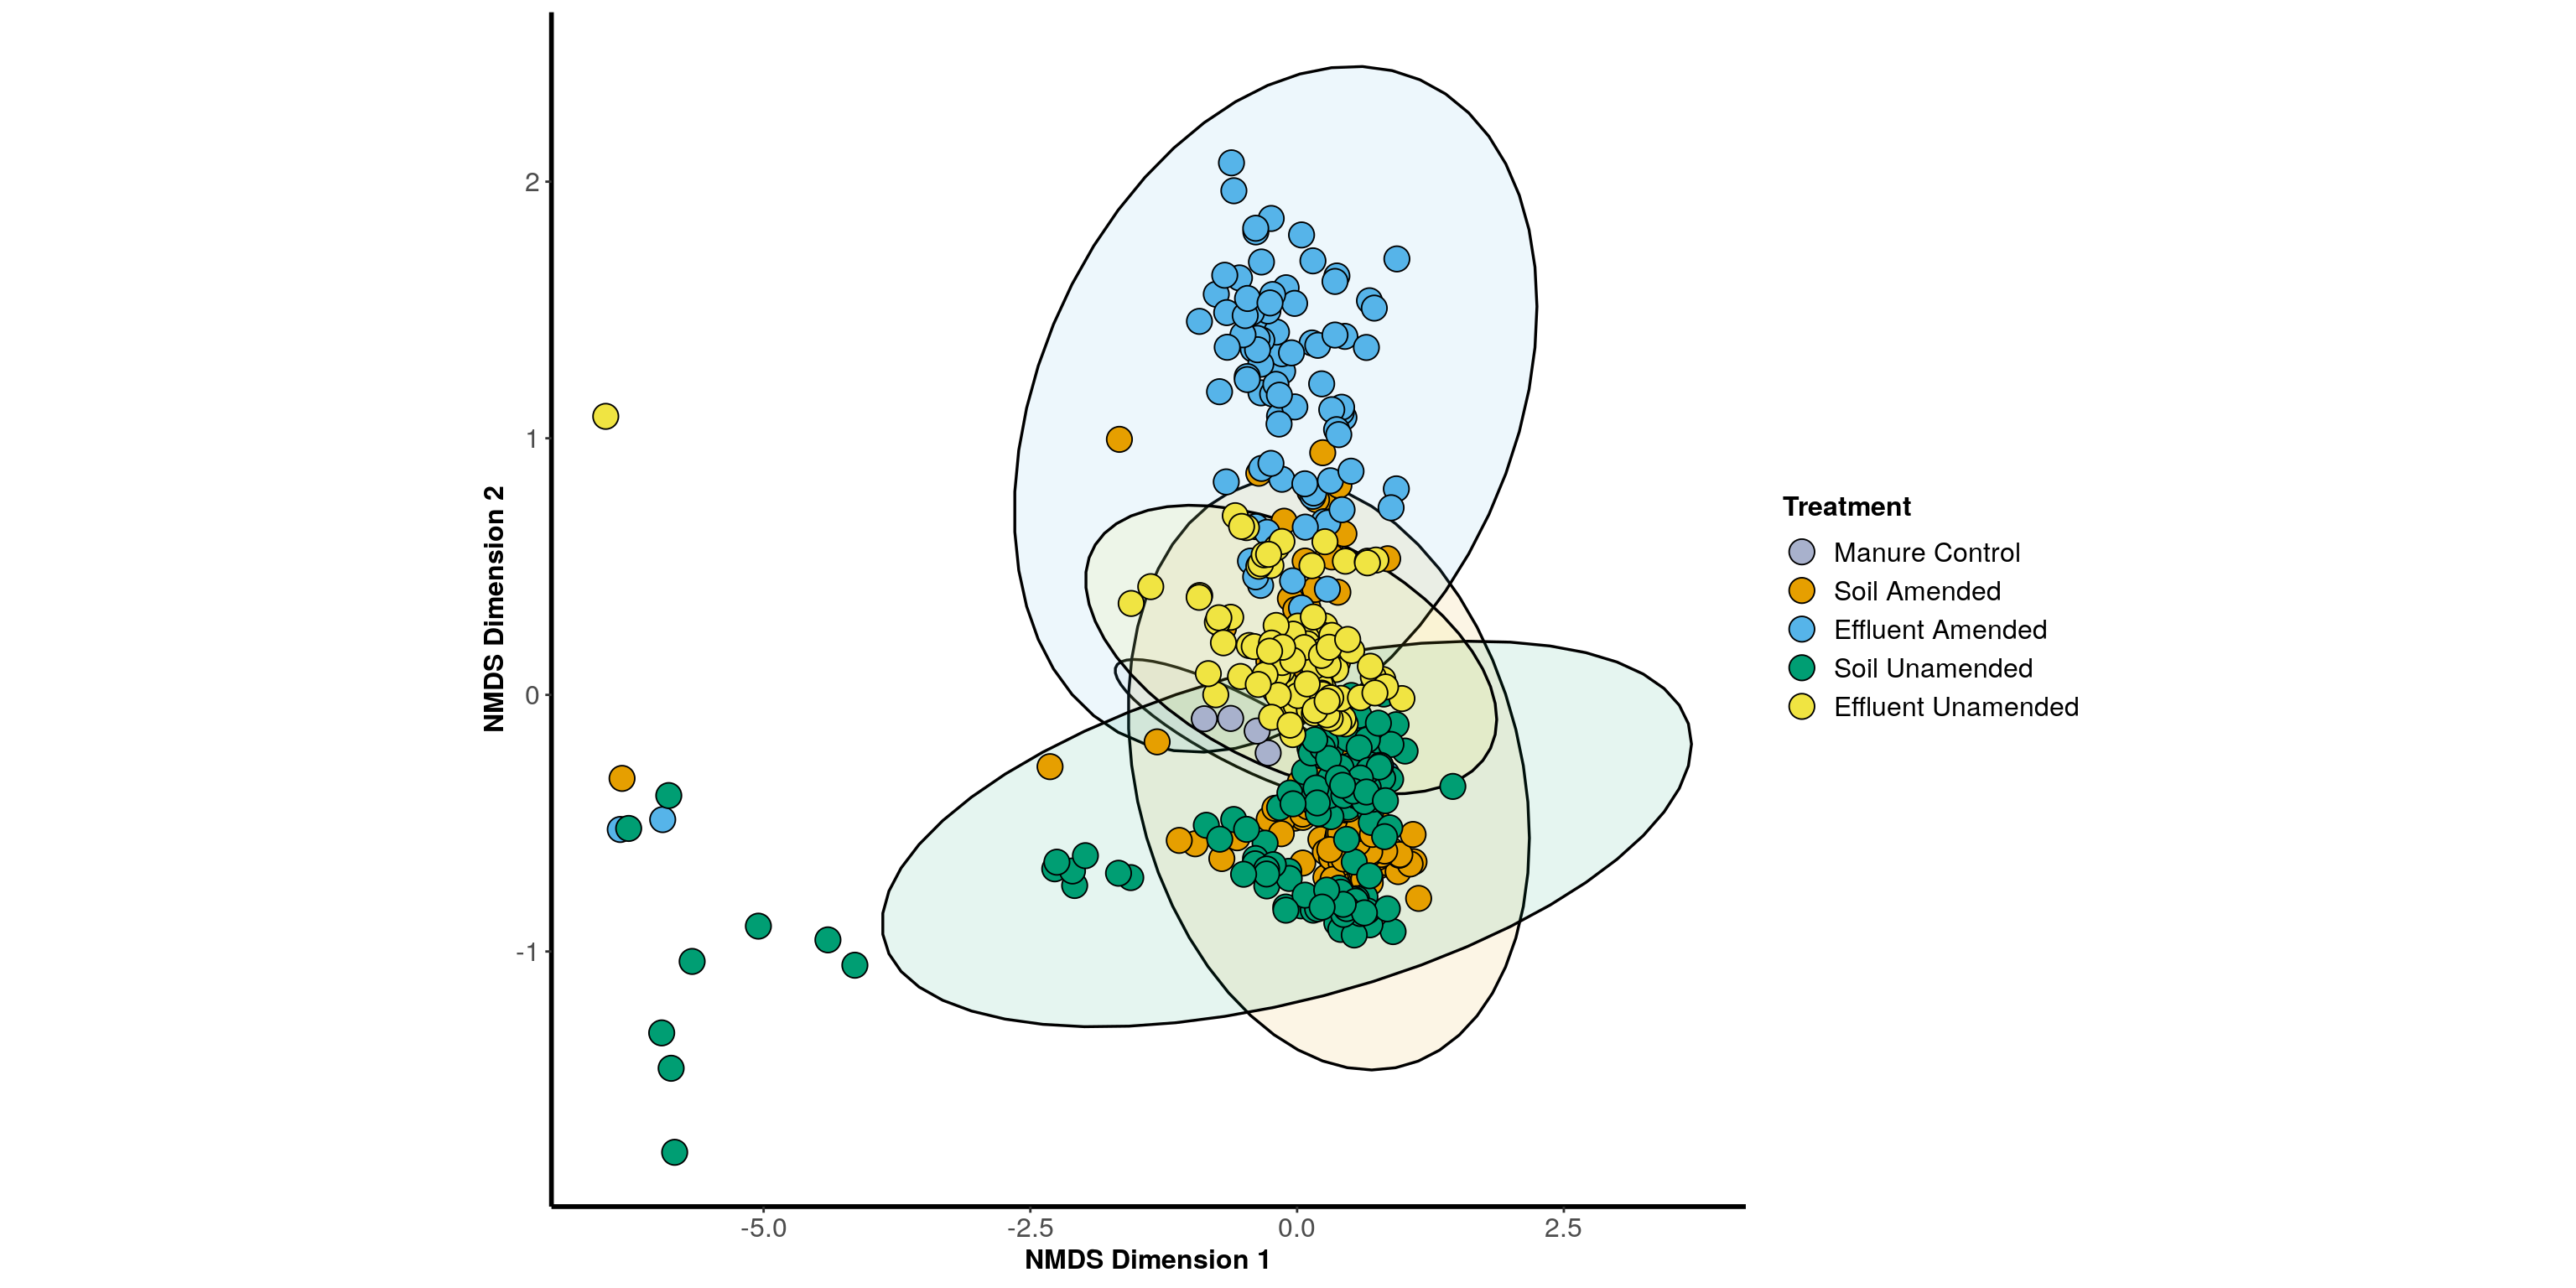 2
1
0
-1
NMDS Dimension 2
-5.0
-2.5
0.0
2.5
NMDS Dimension 1
Treatment
Manure Control
Soil Amended
Effluent Amended
Soil Unamended
Effluent Unamended